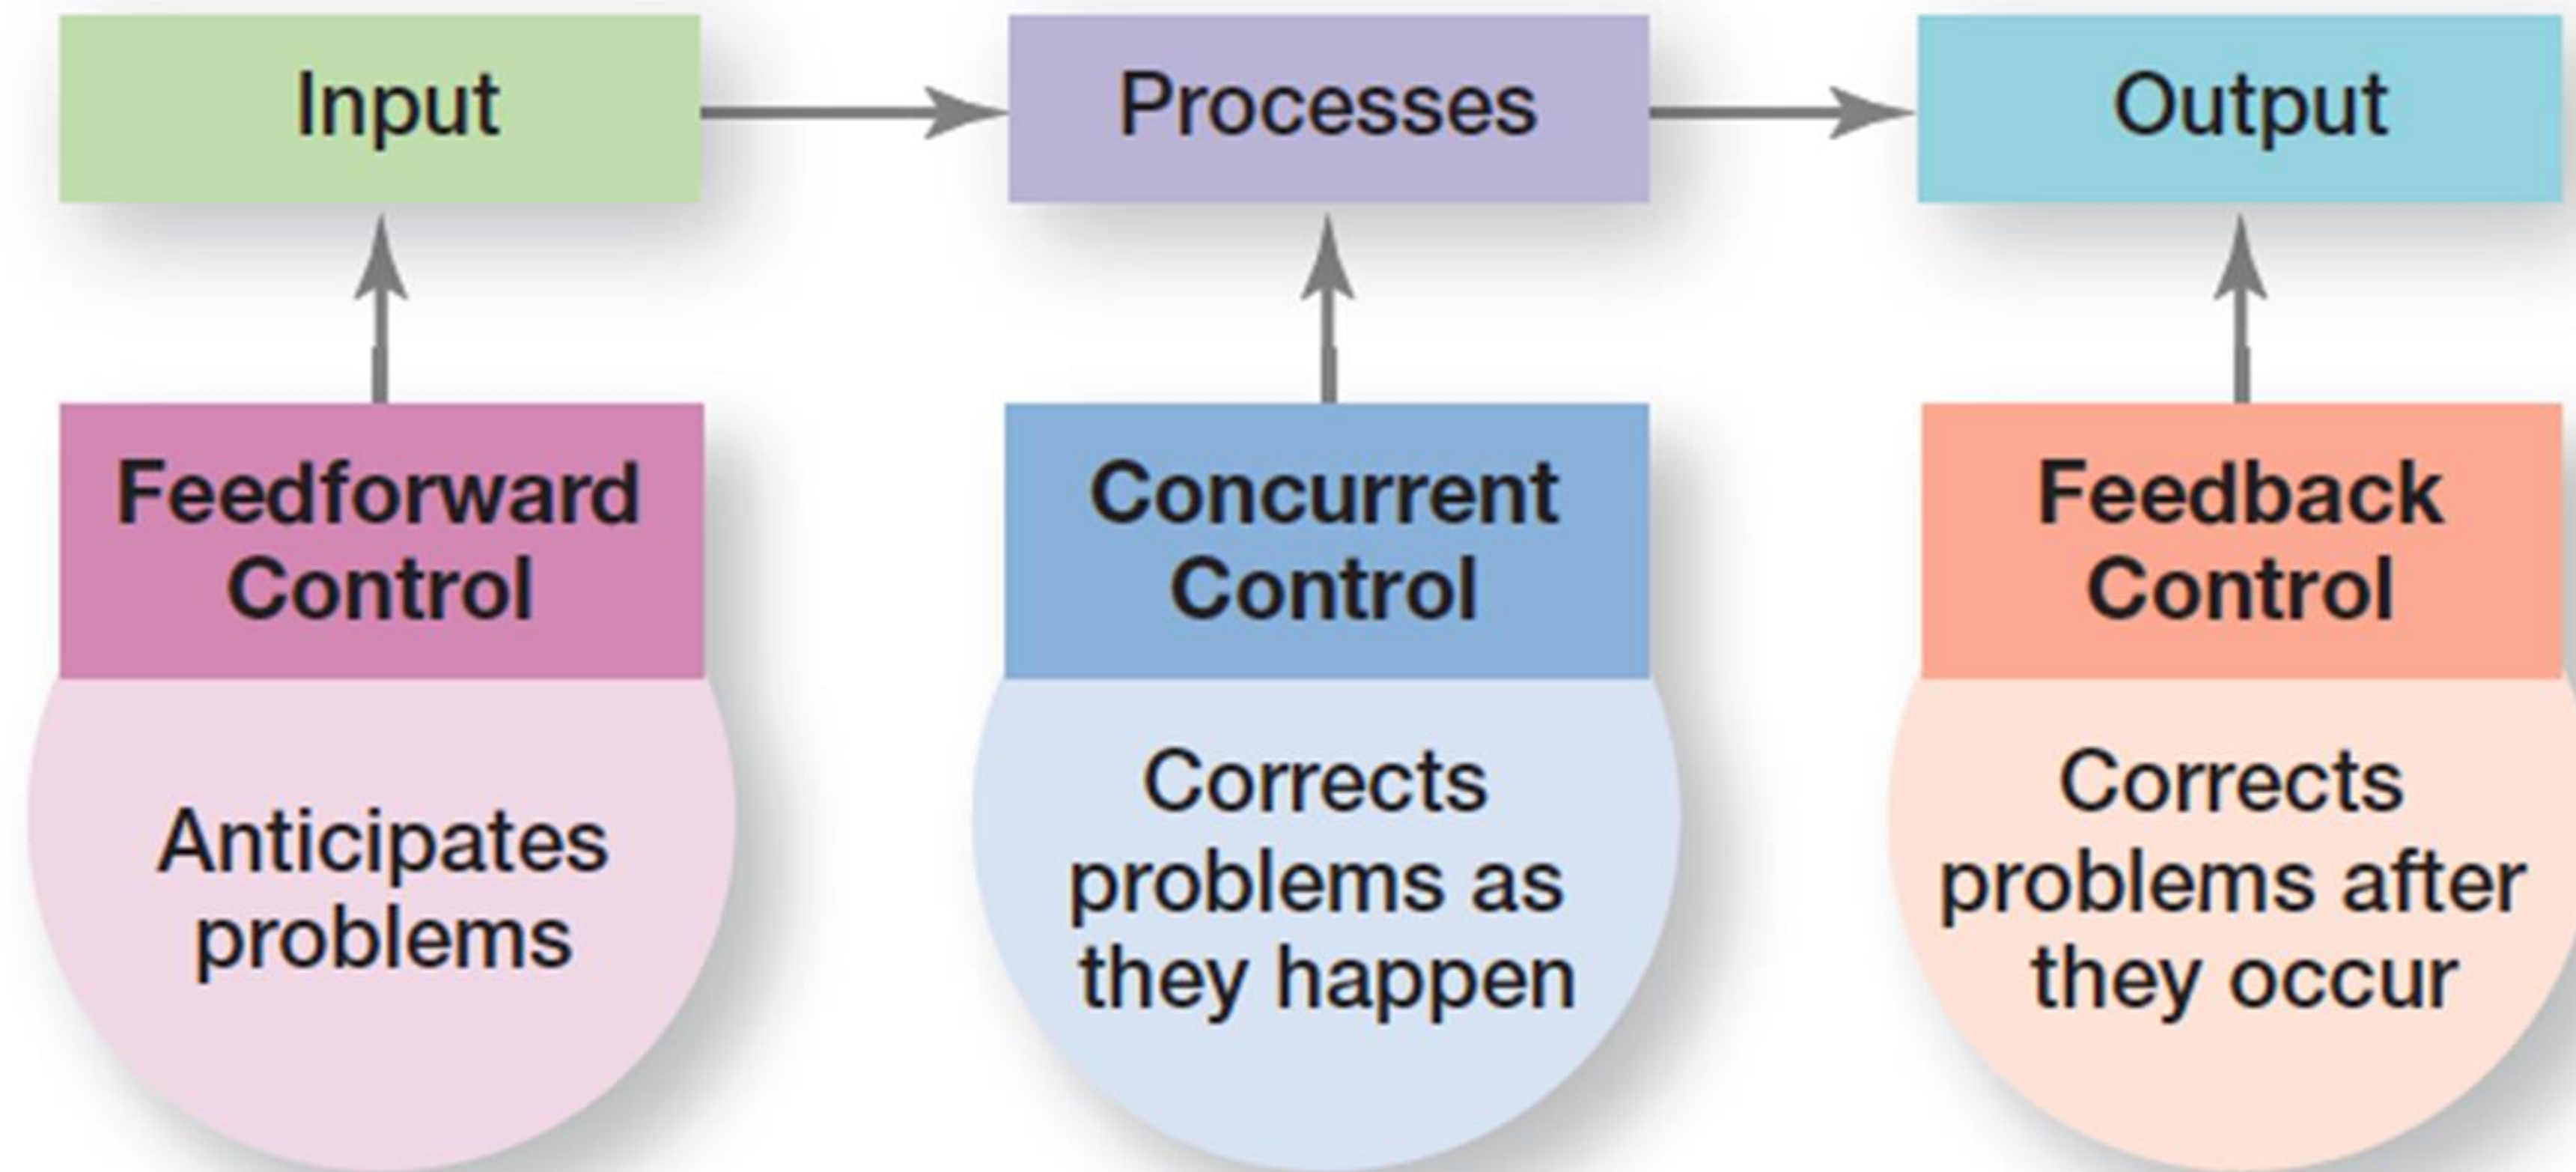 Input
Processes
Output
Feedforward
Control
Concurrent
Control
Feedback
Control
Anticipates
problems
Corrects
problems as
they happen
Corrects
problems after
they occur